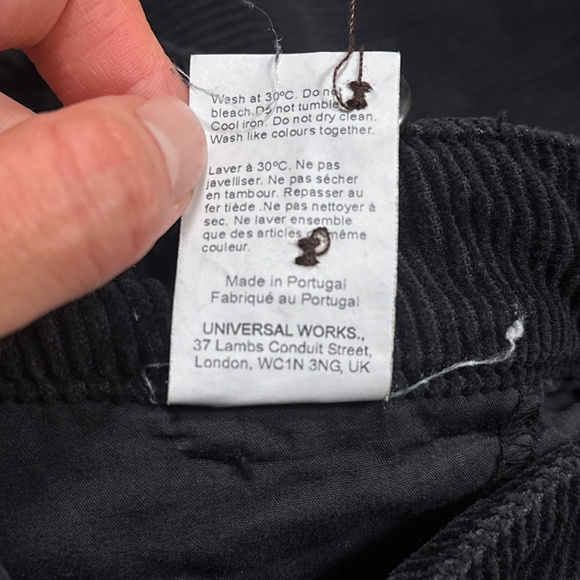 Wash at 30ºC. Do not
bleach. Do not tumble.
Cool iron. Do not dry clean.
Wash like colours together.
Laver à 30ºC. Ne pas
javelliser. Ne pas sécher
en tambour. Repasser au
fer tiède .Ne pas nettoyer à
sec. Ne laver ensemble
que des articles même
couleur.
Made in Portugal
Fabriqué au Portugal
UNIVERSAL WORKS.,
37 Lambs Conduit Street,
London, WC1N 3NG, UK